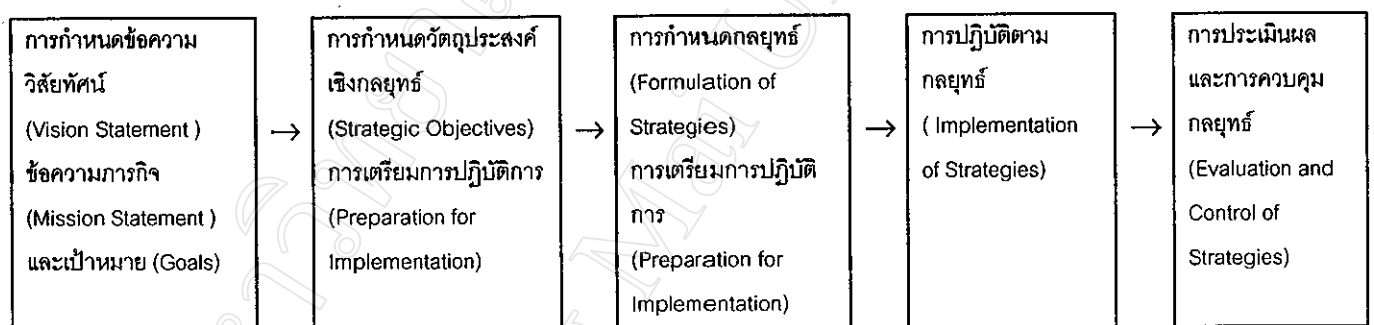 การกำหนดข้อความ
วิสัยทัศน์
(Vision Statement )
ข้อความภารกิจ
(Mission Statement )
และเป้าหมาย (Goals)
→
การกำหนดวัตถุประสงค์
เชิงกลยุทธ์
(Strategic Objectives)
การเตรียมการปฏิบัติการ
(Preparation for
Implementation)
→
การกำหนดกลยุทธ์
(Formulation of
Strategies)
การเตรียมการปฏิบัติ
การ
(Preparation for
Implementation)
→
การปฏิบัติตาม
กลยุทธ์
( Implementation
of Strategies)
→
การประเมินผล
และการควบคุม
กลยุทธ์
(Evaluation and
Control of
Strategies)